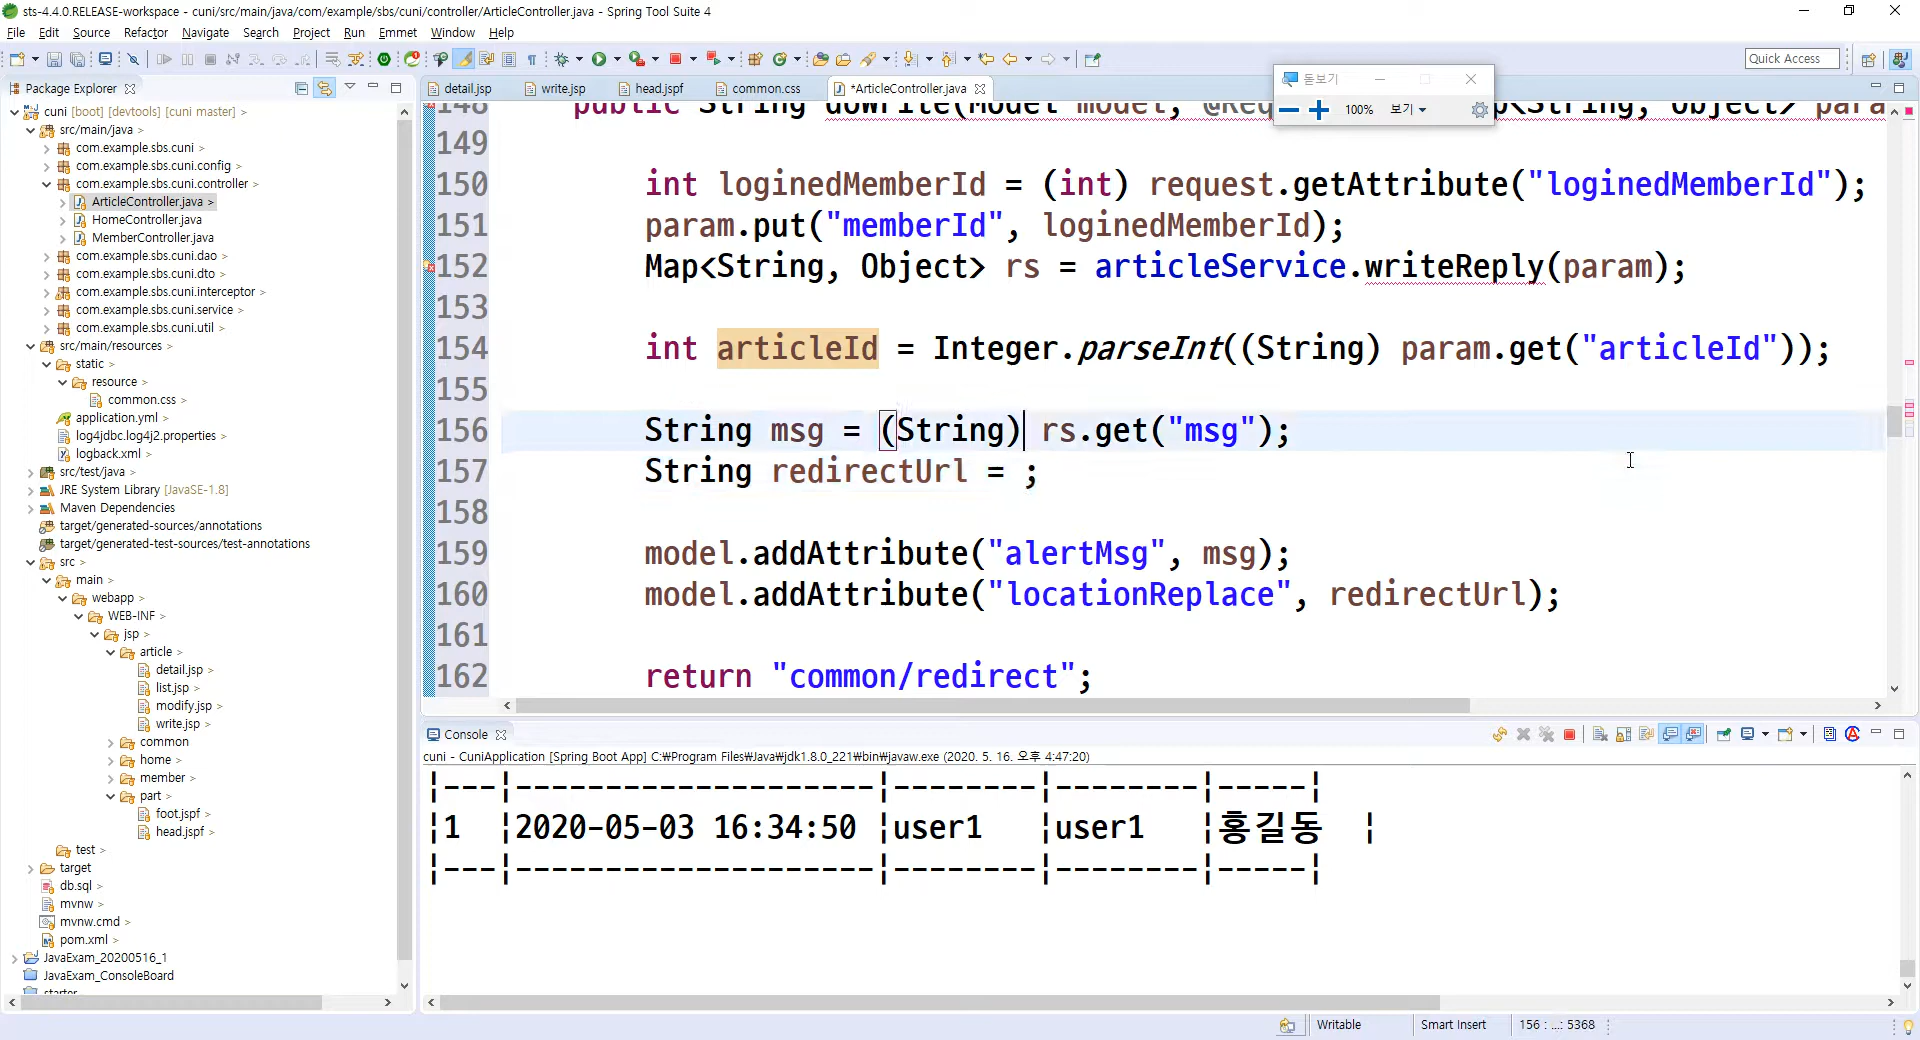 sts-4.4.0.RELEASE-workspace - cuni/src/main/java/com/example/sbs/cuni/controller/ArticleController.java - Spring Tool Suite 4
File Edit Source Refactor Navigate Search Project Run Emmet Window Help
Quick Access
Package Explorer
detail.jsp write.jsp head.jspf common.css *ArticleController.java
돋보기
100% 보기
cuni [boot] [devtools] [cuni master] >
src/main/java >
com.example.sbs.cuni >
com.example.sbs.cuni.config >
com.example.sbs.cuni.controller >
ArticleController.java >
HomeController.java
MemberController.java
com.example.sbs.cuni.dao >
com.example.sbs.cuni.dto >
com.example.sbs.cuni.interceptor >
com.example.sbs.cuni.service >
com.example.sbs.cuni.util >
src/main/resources >
static >
resource >
common.css >
application.yml >
log4jdbc.log4j2.properties >
logback.xml >
src/test/java >
JRE System Library [JavaSE-1.8]
Maven Dependencies
target/generated-sources/annotations
target/generated-test-sources/test-annotations
src >
main >
webapp >
WEB-INF >
jsp >
article >
detail.jsp >
list.jsp >
modify.jsp >
write.jsp >
common
home >
member >
part >
foot.jspf >
head.jspf >
test >
target
db.sql >
mvnw >
mvnw.cmd >
pom.xml >
JavaExam_20200516_1
JavaExam_ConsoleBoard
starter
148 public String doWrite(Model model, @Req p<String, Object> para
149
150 int loginedMemberId = (int) request.getAttribute("loginedMemberId");
151 param.put("memberId", loginedMemberId);
152 Map<String, Object> rs = articleService.writeReply(param);
153
154 int articleId = Integer.parseInt((String) param.get("articleId"));
155
156 String msg = (String) rs.get("msg");
157 String redirectUrl = ;
158
159 model.addAttribute("alertMsg", msg);
160 model.addAttribute("locationReplace", redirectUrl);
161
162 return "common/redirect";
Console
cuni - CuniApplication [Spring Boot App] C:₩Program Files₩Java₩jdk1.8.0_221₩bin₩javaw.exe (2020. 5. 16. 오후 4:47:20)
|---|--------------------|--------|--------|-----|
|1 |2020-05-03 16:34:50 |user1 |user1 |홍길동 |
|---|--------------------|--------|--------|-----|
Writable Smart Insert 156 : ...: 5368